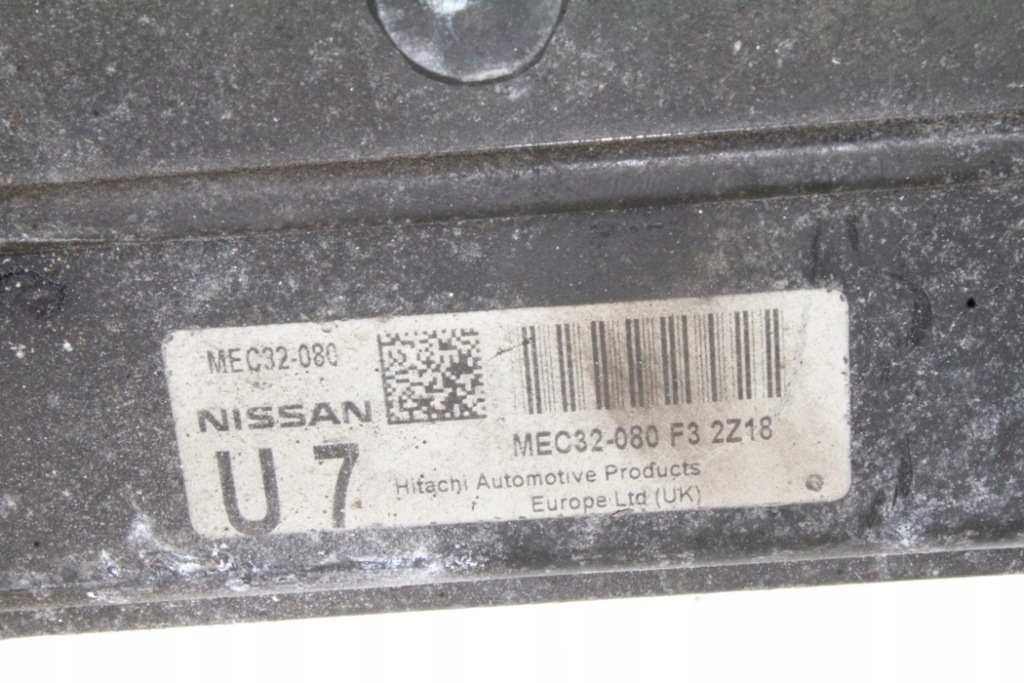 MEC32-080
NISSAN
U 7
MEC32-080 F3 2Z18
Hitachi Automotive Products
Europe Ltd (UK)